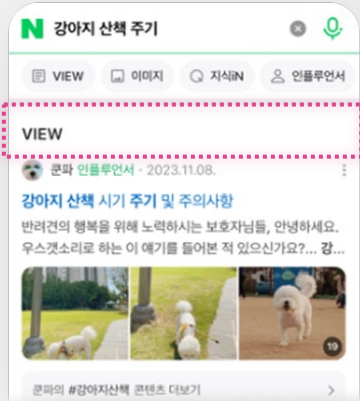 N 강아지 산책 주기
VIEW 이미지 지식iN 인플루언서
VIEW
쿤파 인플루언서 · 2023.11.08.
강아지 산책 시기 주기 및 주의사항
반려견의 행복을 위해 노력하시는 보호자님들, 안녕하세요.
우스갯소리로 하는 이 얘기를 들어본 적 있으신가요?... 강...
19
쿤파의 #강아지산책 콘텐츠 더보기